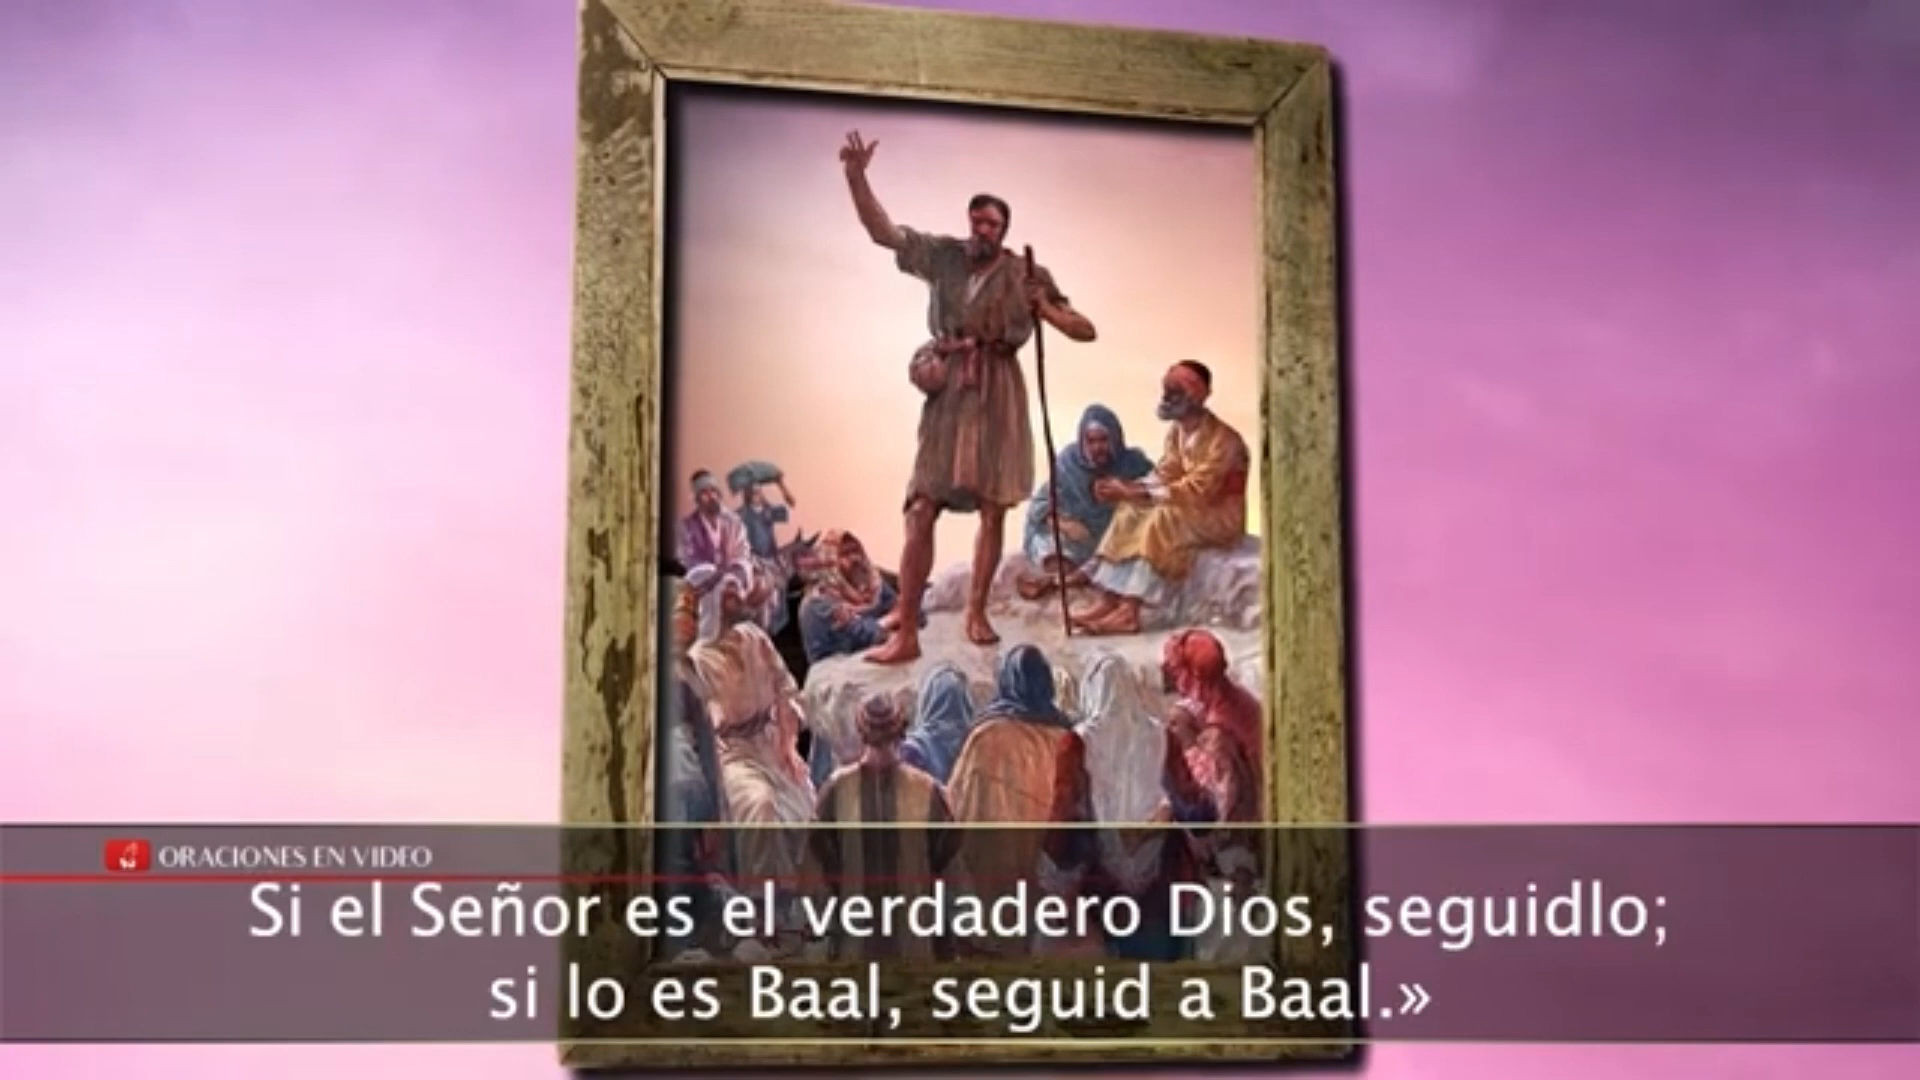 ORACIONES EN VIDEO
Si el Señor es el verdadero Dios, seguidlo;
si lo es Baal, seguid a Baal.»